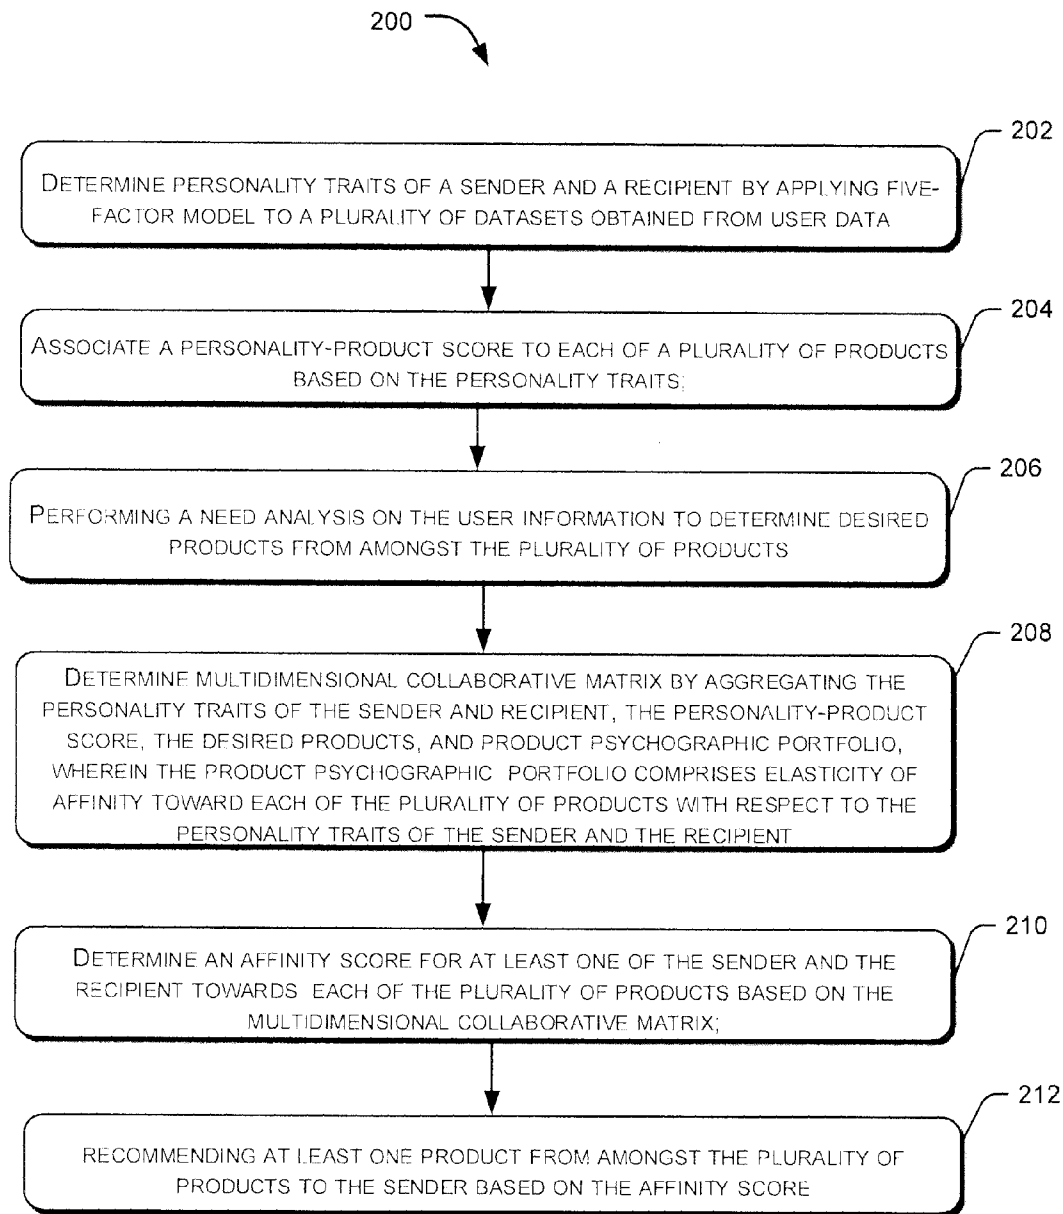 200
202
DETERMINE PERSONALITY TRAITS OF A SENDER AND A RECIPIENT BY APPLYING FIVE-
FACTOR MODEL TO A PLURALITY OF DATASETS OBTAINED FROM USER DATA
204
ASSOCIATE A PERSONALITY-PRODUCT SCORE TO EACH OF A PLURALITY OF PRODUCTS
BASED ON THE PERSONALITY TRAITS;
206
PERFORMING A NEED ANALYSIS ON THE USER INFORMATION TO DETERMINE DESIRED
PRODUCTS FROM AMONGST THE PLURALITY OF PRODUCTS
208
DETERMINE MULTIDIMENSIONAL COLLABORATIVE MATRIX BY AGGREGATING THE
PERSONALITY TRAITS OF THE SENDER AND RECIPIENT, THE PERSONALITY-PRODUCT
SCORE, THE DESIRED PRODUCTS, AND PRODUCT PSYCHOGRAPHIC PORTFOLIO,
WHEREIN THE PRODUCT PSYCHOGRAPHIC PORTFOLIO COMPRISES ELASTICITY OF
AFFINITY TOWARD EACH OF THE PLURALITY OF PRODUCTS WITH RESPECT TO THE
PERSONALITY TRAITS OF THE SENDER AND THE RECIPIENT
210
DETERMINE AN AFFINITY SCORE FOR AT LEAST ONE OF THE SENDER AND THE
RECIPIENT TOWARDS EACH OF THE PLURALITY OF PRODUCTS BASED ON THE
MULTIDIMENSIONAL COLLABORATIVE MATRIX;
212
RECOMMENDING AT LEAST ONE PRODUCT FROM AMONGST THE PLURALITY OF
PRODUCTS TO THE SENDER BASED ON THE AFFINITY SCORE